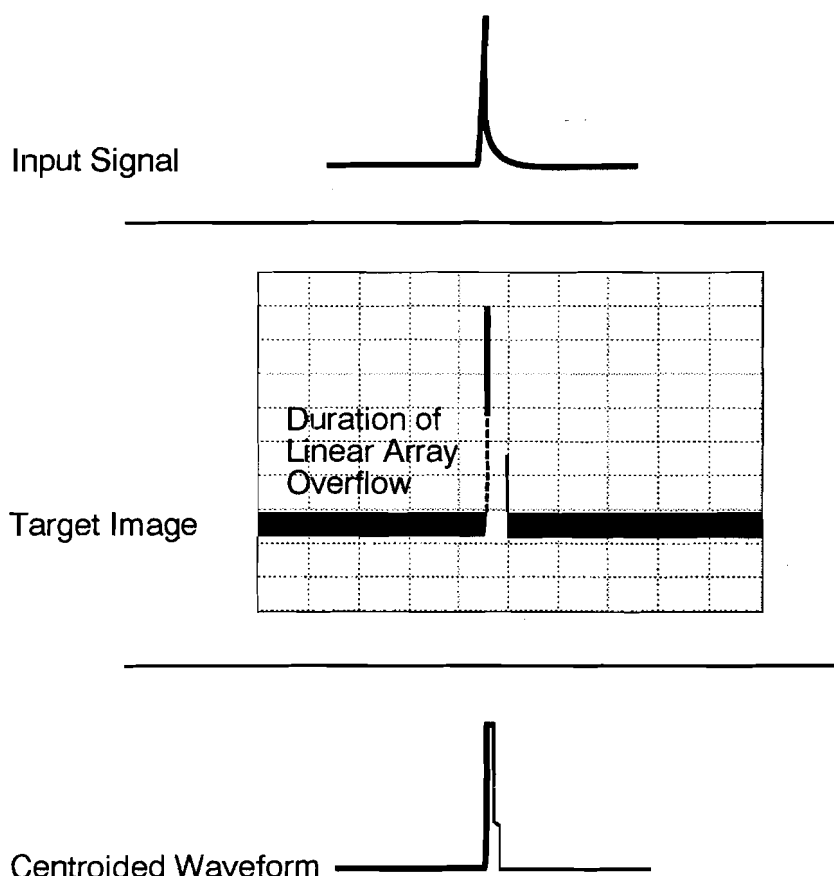 Input Signal
Duration of
Linear Array
Overflow
Target Image
Centroided Waveform